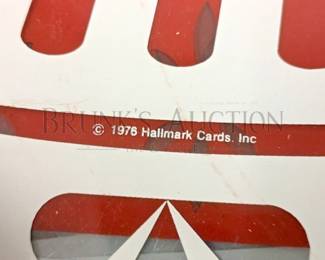 BRUNK'S AUCTION
© 1976 Hallmark Cards. Inc